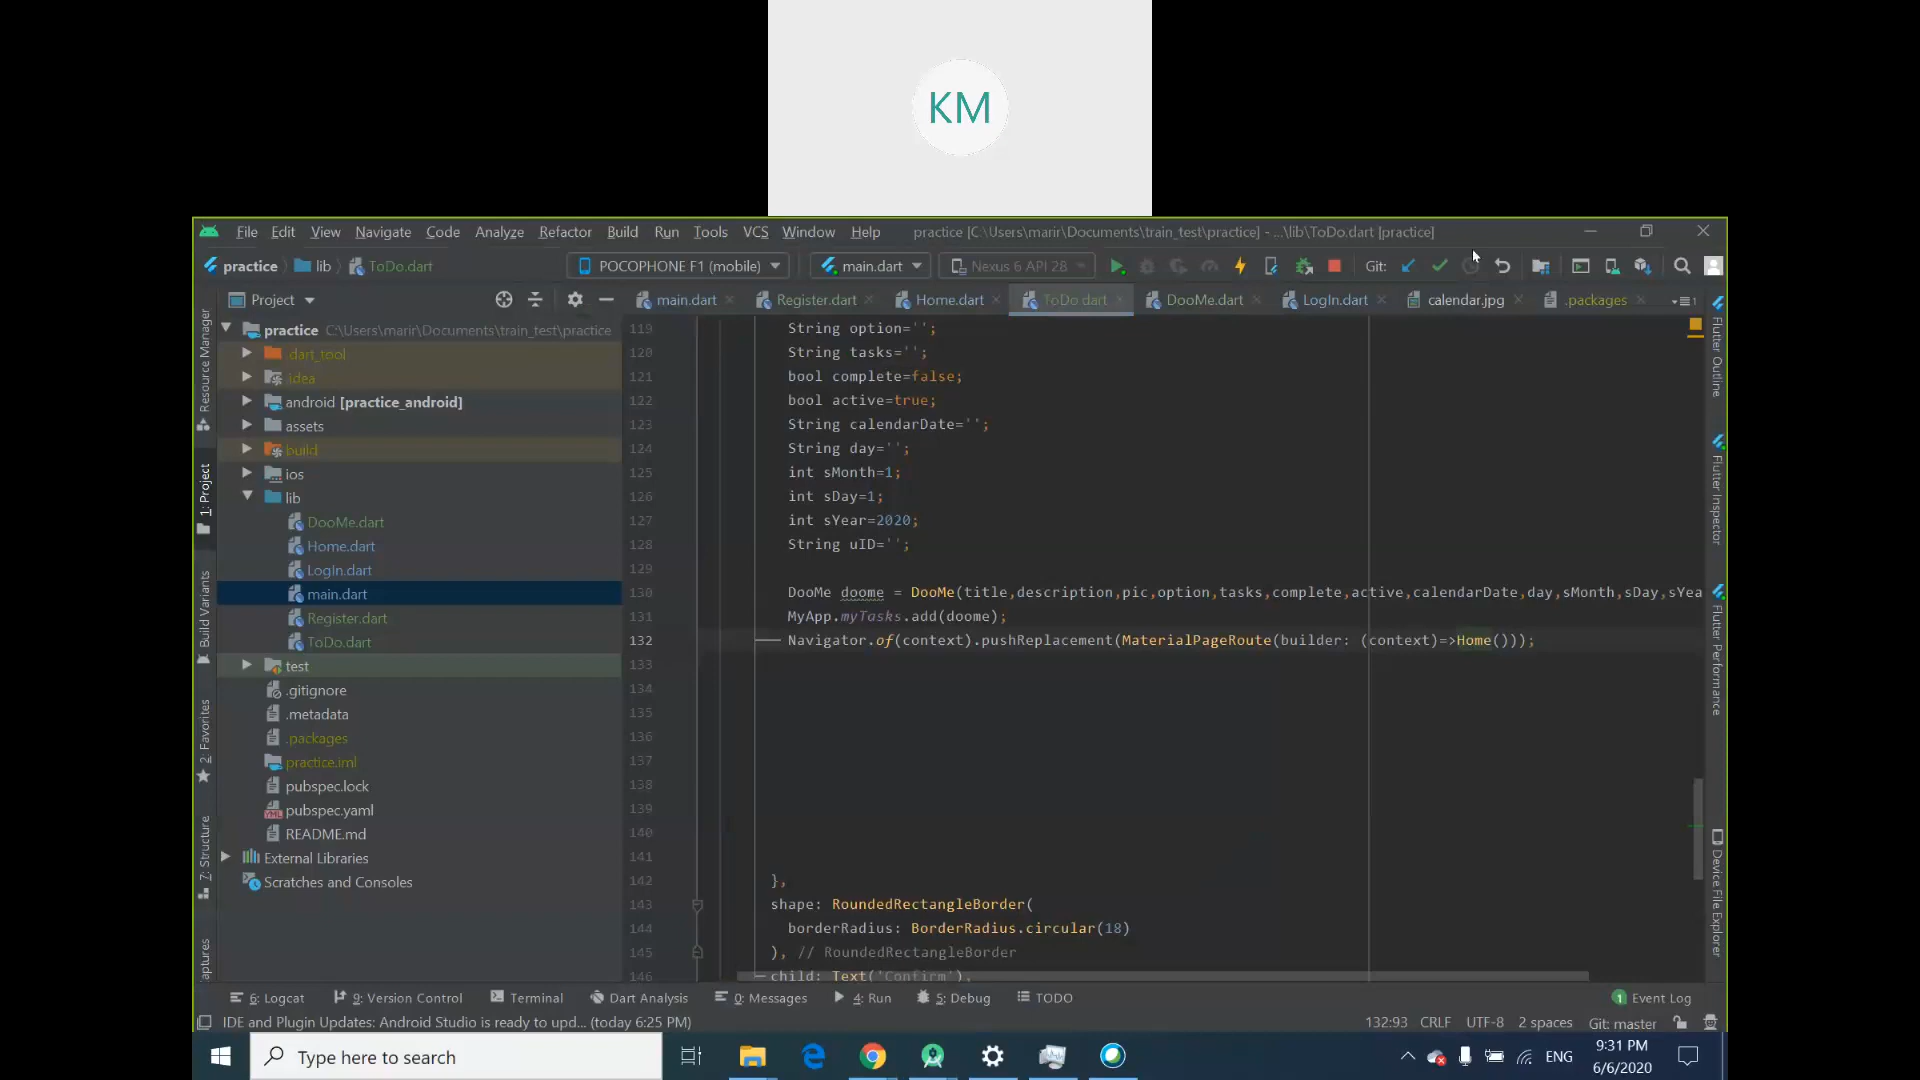 KM
File Edit View Navigate Code Analyze Refactor Build Run Tools VCS Window Help practice [C:\Users\marir\Documents\train_test\practice] - ...\lib\ToDo.dart [practice]
practice lib ToDo.dart POCOPHONE F1 (mobile) main.dart Nexus 6 API 28 Git:
Project main.dart Register.dart Home.dart ToDo.dart DooMe.dart LogIn.dart calendar.jpg .packages
practice C:\Users\marir\Documents\train_test\practice
.dart_tool
.idea
android [practice_android]
assets
build
ios
lib
DooMe.dart
Home.dart
LogIn.dart
main.dart
Register.dart
ToDo.dart
test
.gitignore
.metadata
.packages
practice.iml
pubspec.lock
pubspec.yaml
README.md
External Libraries
Scratches and Consoles
Resource Manager
1: Project
Build Variants
2: Favorites
7: Structure
aptures
119 String option='';
120 String tasks='';
121 bool complete=false;
122 bool active=true;
123 String calendarDate='';
124 String day='';
125 int sMonth=1;
126 int sDay=1;
127 int sYear=2020;
128 String uID='';
129
130 DooMe doome = DooMe(title,description,pic,option,tasks,complete,active,calendarDate,day,sMonth,sDay,sYea
131 MyApp.myTasks.add(doome);
132 Navigator.of(context).pushReplacement(MaterialPageRoute(builder: (context)=>Home()));
133
134
135
136
137
138
139
140
141
142 },
143 shape: RoundedRectangleBorder(
144 borderRadius: BorderRadius.circular(18)
145 ), // RoundedRectangleBorder
146 child: Text('Confirm'),
Flutter Outline
Flutter Inspector
Flutter Performance
Device File Explorer
6: Logcat 9: Version Control Terminal Dart Analysis 0: Messages 4: Run 5: Debug TODO 1 Event Log
IDE and Plugin Updates: Android Studio is ready to upd... (today 6:25 PM) 132:93 CRLF UTF-8 2 spaces Git: master
Type here to search ENG 9:31 PM
6/6/2020